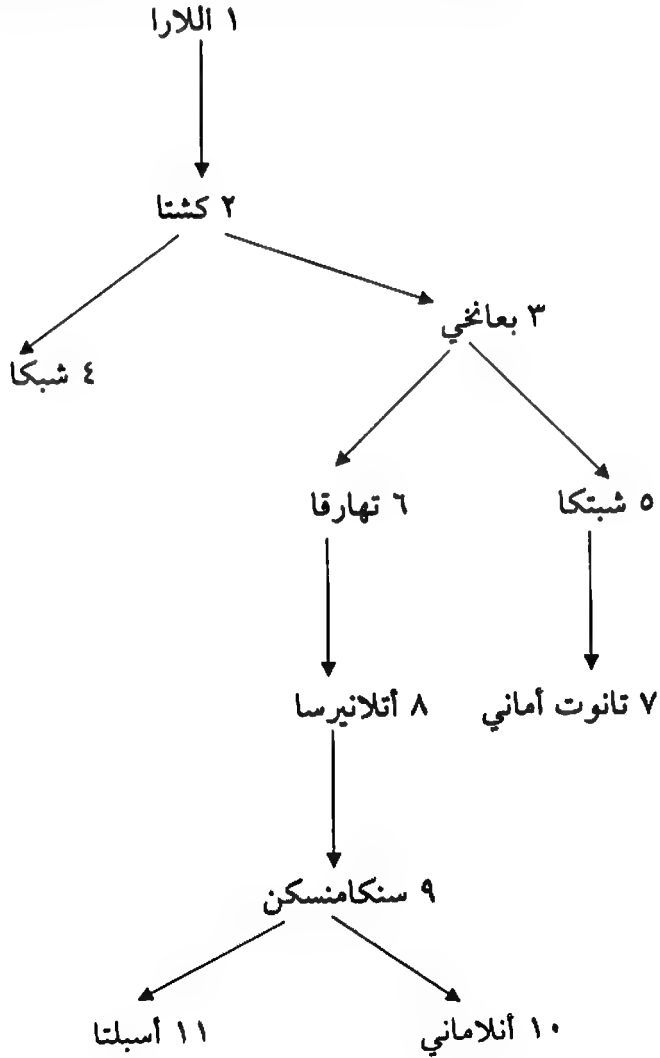 ١ اللارا
٢ كشتا
٣ بعانخي
٤ شبكا
٥ شبتكا
٦ تهارقا
٧ تانوت أماني
٨ أتلانيرسا
٩ سنكامنسكن
١٠ أنلاماني
١١ أسبلتا